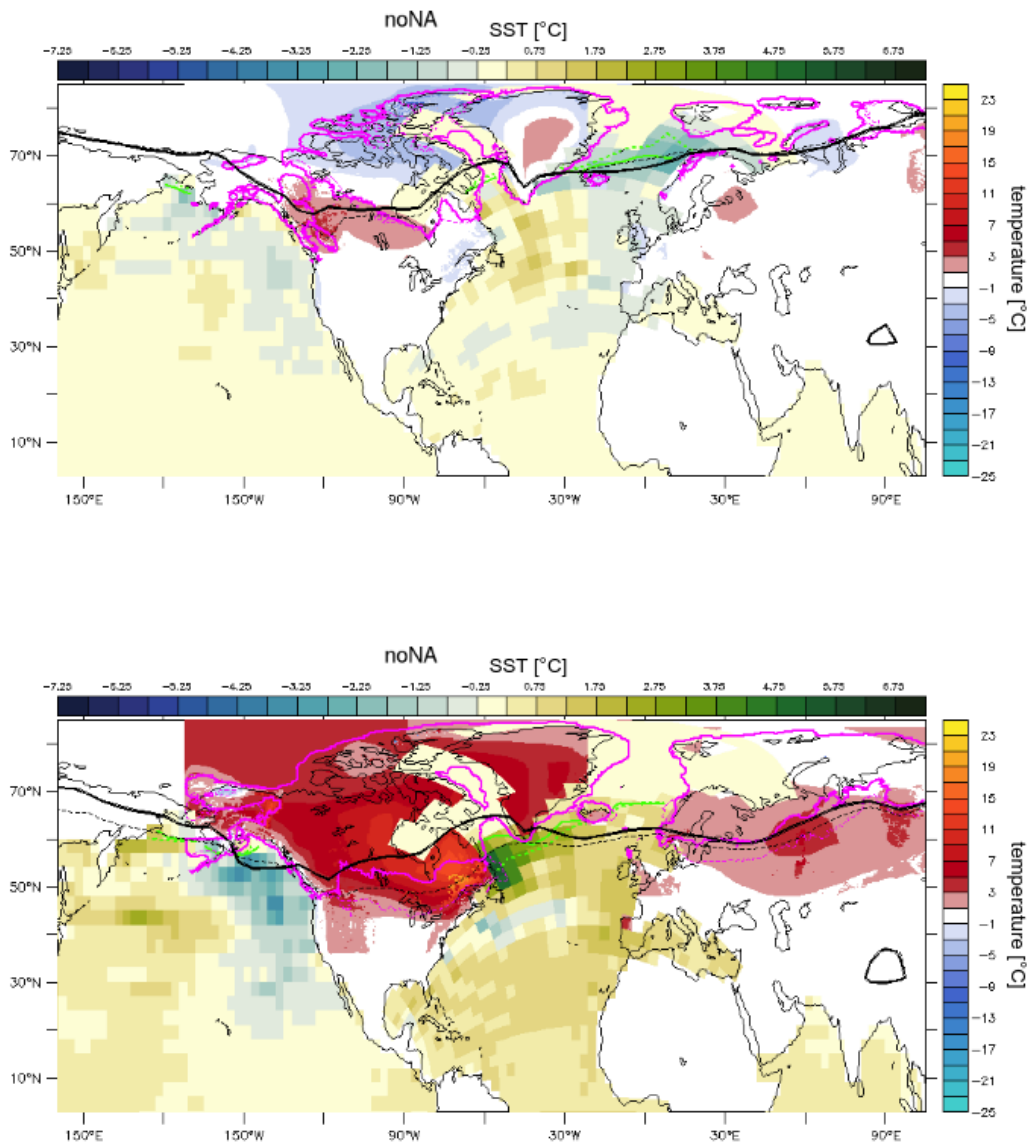 noNA
SST [°C]
−7.25 −6.25 −5.25 −4.25 −3.25 −2.25 −1.25 −0.25 0.75 1.75 2.75 3.75 4.75 5.75 6.75
70°N
50°N
30°N
10°N
150°E 150°W 90°W 30°W 30°E 90°E
23
19
15
11
7
3
−1
−5
−9
−13
−17
−21
−25
temperature [°C]
noNA
SST [°C]
−7.25 −6.25 −5.25 −4.25 −3.25 −2.25 −1.25 −0.25 0.75 1.75 2.75 3.75 4.75 5.75 6.75
70°N
50°N
30°N
10°N
150°E 150°W 90°W 30°W 30°E 90°E
23
19
15
11
7
3
−1
−5
−9
−13
−17
−21
−25
temperature [°C]